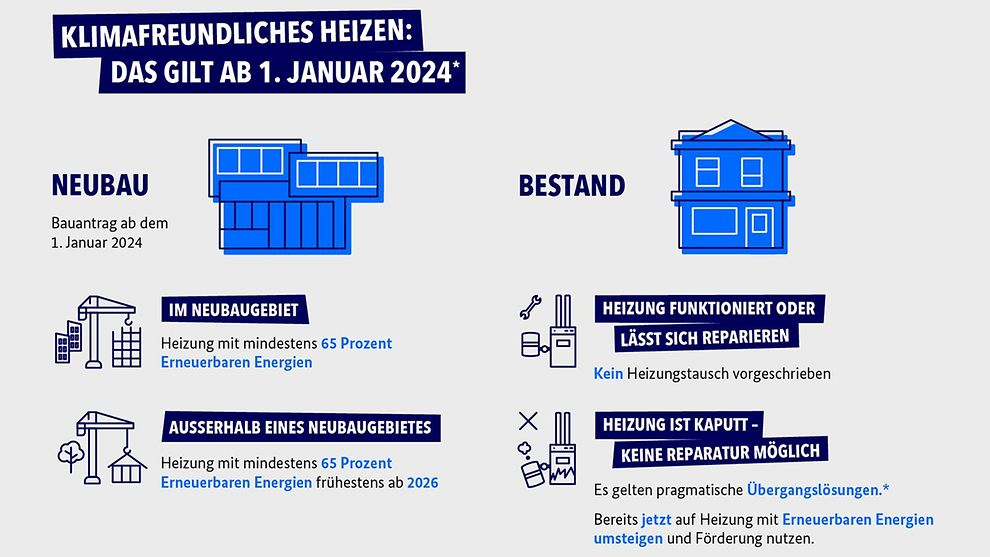 KLIMAFREUNDLICHES HEIZEN:
DAS GILT AB 1. JANUAR 2024*
NEUBAU
Bauantrag ab dem
1. Januar 2024
IM NEUBAUGEBIET
Heizung mit mindestens 65 Prozent
Erneuerbaren Energien
AUSSERHALB EINES NEUBAUGEBIETES
Heizung mit mindestens 65 Prozent
Erneuerbaren Energien frühestens ab 2026
BESTAND
HEIZUNG FUNKTIONIERT ODER
LÄSST SICH REPARIEREN
Kein Heizungstausch vorgeschrieben
HEIZUNG IST KAPUTT –
KEINE REPARATUR MÖGLICH
Es gelten pragmatische Übergangslösungen.*
Bereits jetzt auf Heizung mit Erneuerbaren Energien
umsteigen und Förderung nutzen.